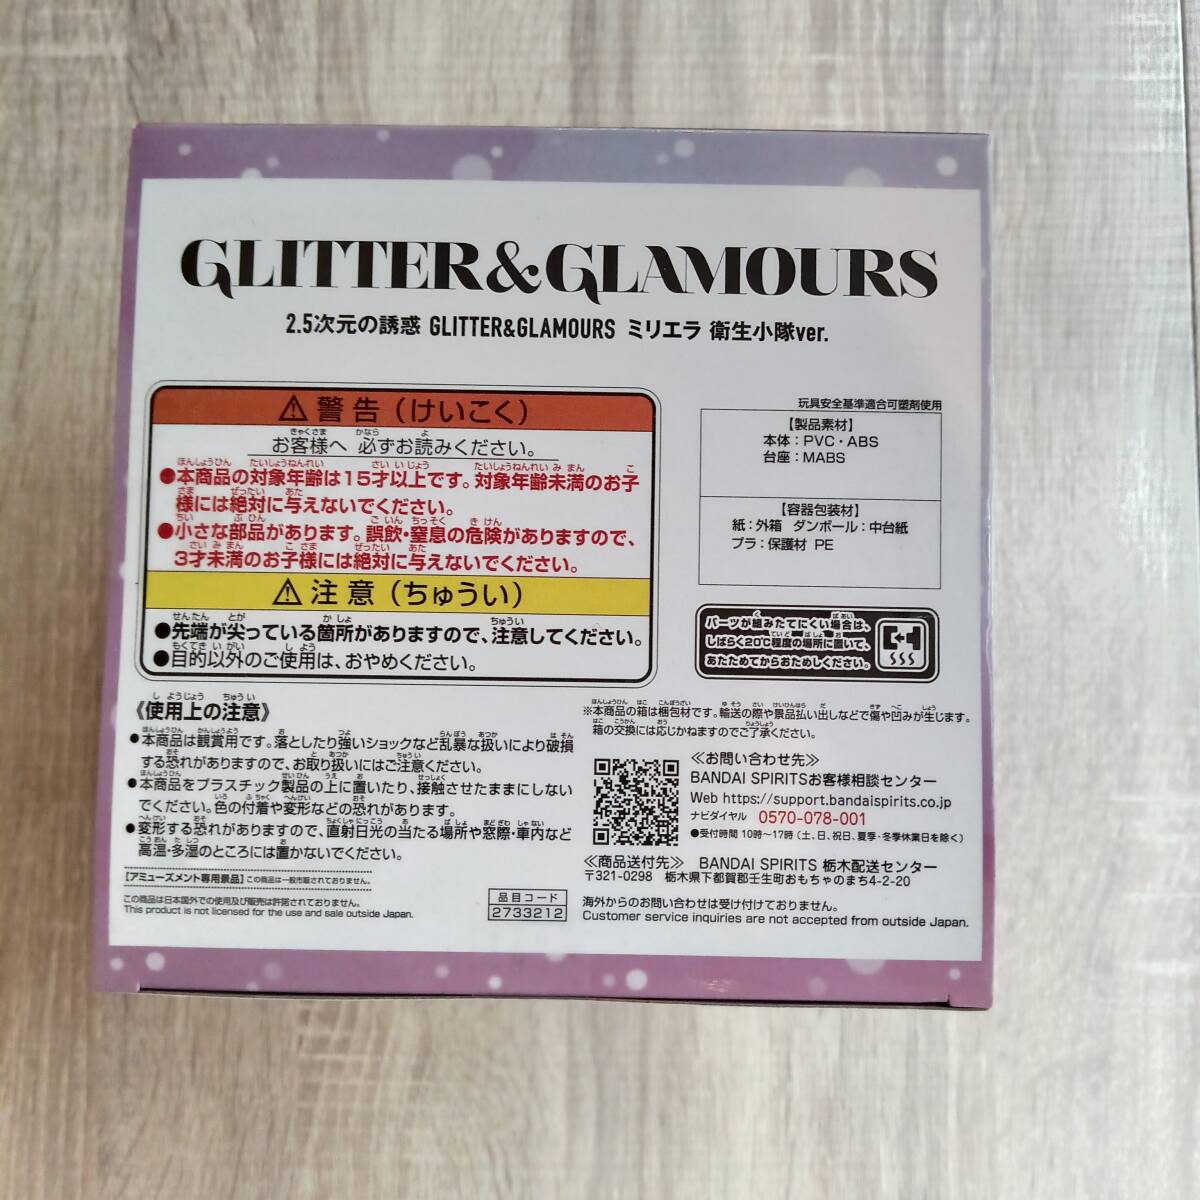 GLITTER&GLAMOURS
2.5次元の誘惑 GLITTER&GLAMOURS ミリエラ 衛生小隊ver.
⚠警告（けいこく）
お客様へ 必ずお読みください。
●本商品の対象年齢は15才以上です。対象年齢未満のお子
様には絶対に与えないでください。
●小さな部品があります。誤飲・窒息の危険がありますので、
3才未満のお子様には絶対に与えないでください。
⚠注意（ちゅうい）
●先端が尖っている箇所がありますので、注意してください。
●目的以外のご使用は、おやめください。
《使用上の注意》
●本商品は観賞用です。落としたり強いショックなど乱暴な扱いにより破損
する恐れがありますので、お取り扱いにはご注意ください。
●本商品をプラスチック製品の上に置いたり、接触させたままにしない
でください。色の付着や変形などの恐れがあります。
●変形する恐れがありますので、直射日光の当たる場所や窓際・車内など
高温・多湿のところには置かないでください。
【アミューズメント専用景品】この商品は一般市販されておりません。
この商品は日本国外での使用及び販売は許諾されておりません。
This product is not licensed for the use and sale outside Japan.
品目コード
2733212
玩具安全基準適合可塑剤使用
【製品素材】
本体：PVC・ABS
台座：MABS
【容器包装材】
紙：外箱 ダンボール：中台紙
プラ：保護材 PE
パーツが組みたてにくい場合は、
しばらく20℃程度の場所に置いて、
あたためてからおためしください。
※本商品の箱は梱包材です。輸送の際や景品払い出しなどで傷や凹みが生じます。
箱の交換には応じかねますのでご了承ください。
≪お問い合わせ先≫
BANDAI SPIRITSお客様相談センター
Web https://support.bandaispirits.co.jp
ナビダイヤル 0570-078-001
●受付時間 10時～17時（土、日、祝日、夏季・冬季休業日を除く）
≪商品送付先≫ BANDAI SPIRITS 栃木配送センター
〒321-0298 栃木県下都賀郡壬生町おもちゃのまち4-2-20
海外からのお問い合わせは受け付けておりません。
Customer service inquiries are not accepted from outside Japan.